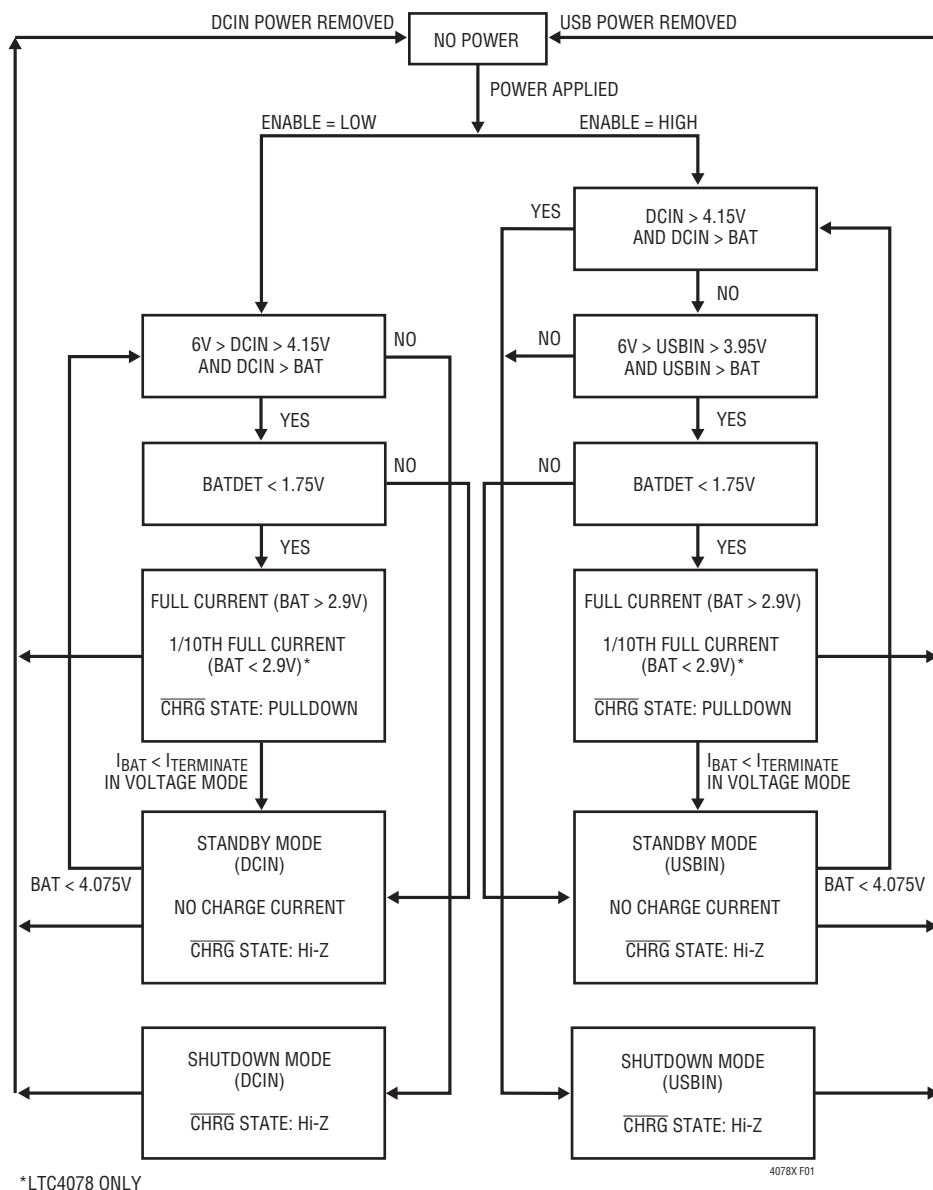 DCIN POWER REMOVED
NO POWER
USB POWER REMOVED
POWER APPLIED
ENABLE = LOW
ENABLE = HIGH
YES
DCIN > 4.15V
AND DCIN > BAT
NO
6V > DCIN > 4.15V
AND DCIN > BAT
NO
NO
6V > USBIN > 3.95V
AND USBIN > BAT
YES
YES
BATDET < 1.75V
NO
NO
BATDET < 1.75V
YES
YES
FULL CURRENT (BAT > 2.9V)
1/10TH FULL CURRENT
(BAT < 2.9V)*
CHRG STATE: PULLDOWN
FULL CURRENT (BAT > 2.9V)
1/10TH FULL CURRENT
(BAT < 2.9V)*
CHRG STATE: PULLDOWN
IBAT < ITERMINATE
IN VOLTAGE MODE
IBAT < ITERMINATE
IN VOLTAGE MODE
STANDBY MODE
(DCIN)
NO CHARGE CURRENT
CHRG STATE: Hi-Z
BAT < 4.075V
STANDBY MODE
(USBIN)
NO CHARGE CURRENT
CHRG STATE: Hi-Z
BAT < 4.075V
SHUTDOWN MODE
(DCIN)
CHRG STATE: Hi-Z
SHUTDOWN MODE
(USBIN)
CHRG STATE: Hi-Z
4078X F01
*LTC4078 ONLY